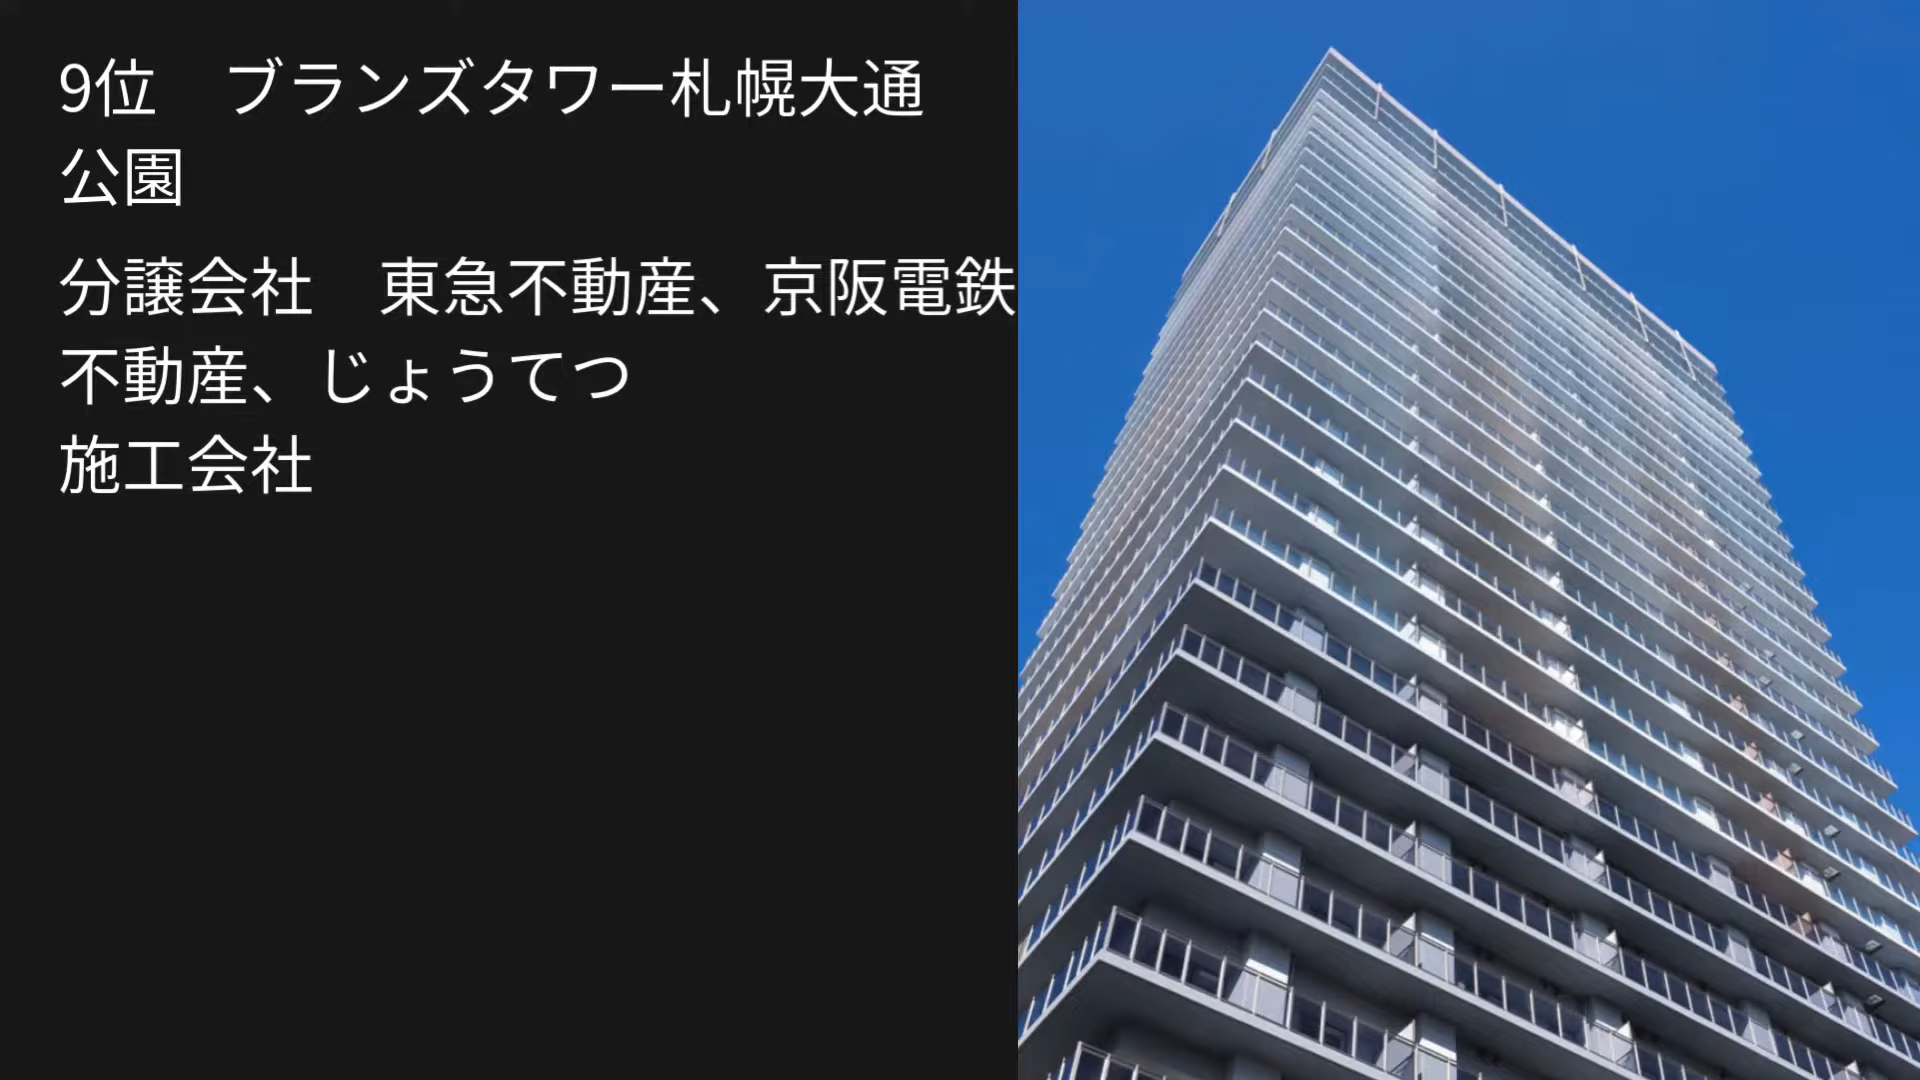 9位　ブランズタワー札幌大通
公園
分譲会社　東急不動産、京阪電鉄
不動産、じょうてつ
施工会社